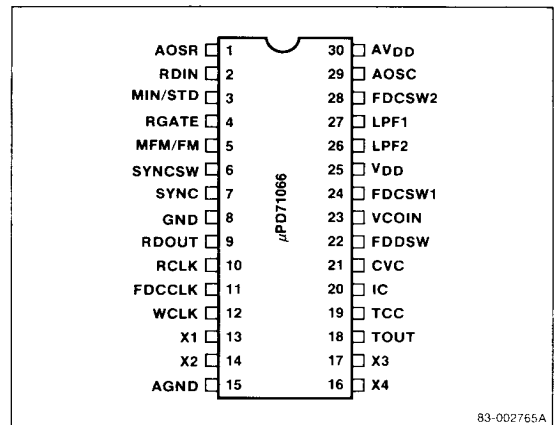 AOSR 1 30 AVDD
RDIN 2 29 AOSC
MIN/STD 3 28 FDCSW2
RGATE 4 27 LPF1
MFM/FM 5 26 LPF2
SYNCSW 6 25 VDD
SYNC 7 24 FDCSW1
GND 8 23 VCOIN
RDOUT 9 22 FDDSW
RCLK 10 21 CVC
FDCCLK 11 20 IC
WCLK 12 19 TCC
X1 13 18 TOUT
X2 14 17 X3
AGND 15 16 X4
μPD71066
83-002765A